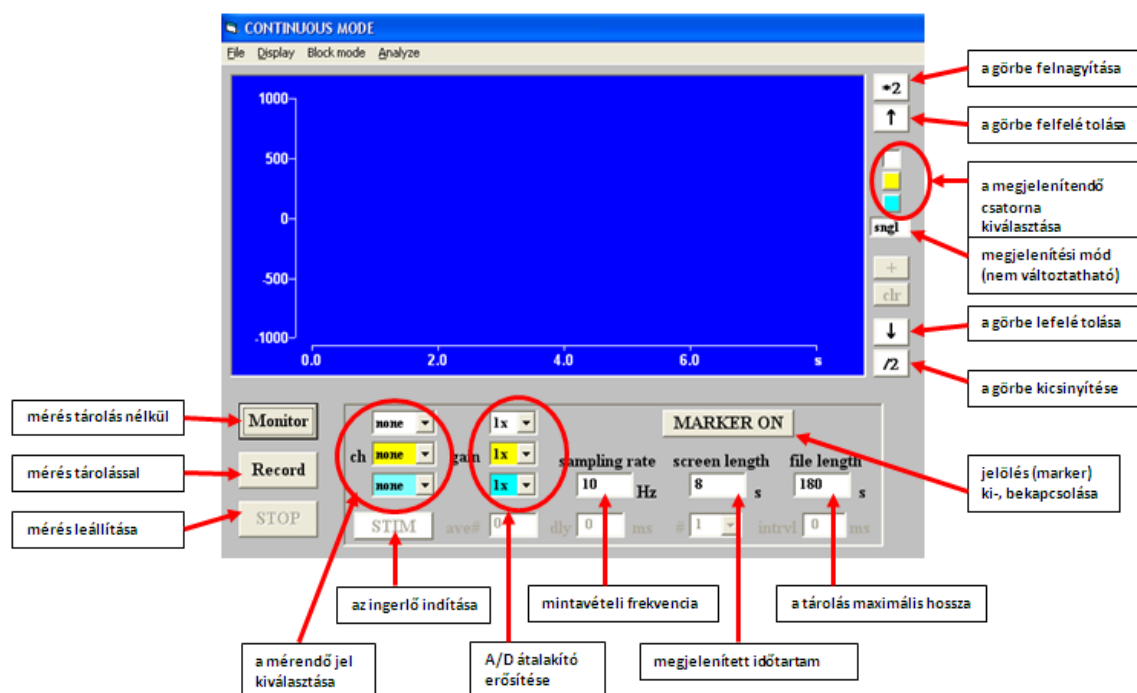 CONTINUOUS MODE
File Display Block mode Analyze
1000
500
0
-500
-1000
0.0 2.0 4.0 6.0 s
*2
↑
sngl
+
clr
↓
/2
a görbe felnagyítása
a görbe felfelé tolása
a megjelenítendő
csatorna
kiválasztása
megjelenítési mód
(nem változtatható)
a görbe lefelé tolása
a görbe kicsinyítése
mérés tárolás nélkül
mérés tárolással
mérés leállítása
Monitor
Record
STOP
none 1x MARKER ON
ch none gain 1x sampling rate screen length file length
none 1x 10 Hz 8 s 180 s
STIM ave# 0 dly 0 ms # 1 intrvl 0 ms
jelölés (marker)
ki-, bekapcsolása
az ingerlő indítása
mintavételi frekvencia
a tárolás maximális hossza
a mérendő jel
kiválasztása
A/D átalakító
erősítése
megjelenített időtartam